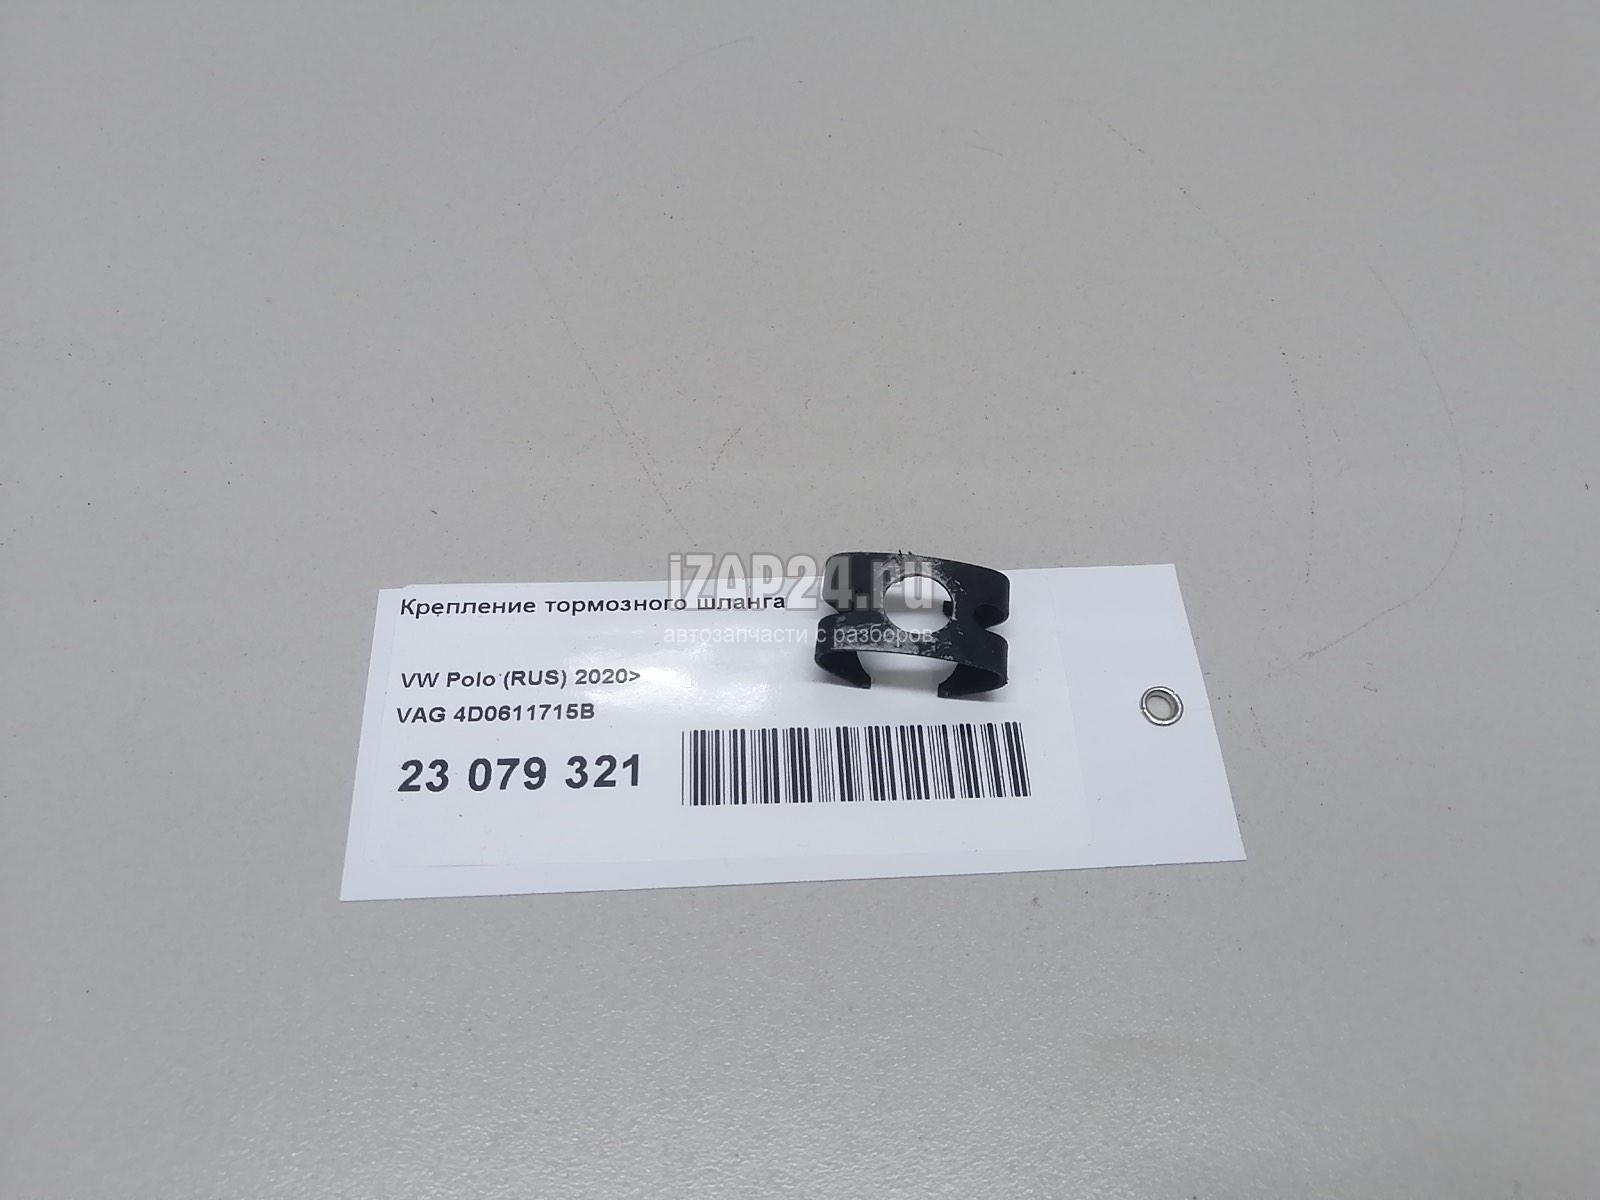 iZAP24.ru
Крепление тормозного шланга
автозапчасти с разборов
VW Polo (RUS) 2020>
VAG 4D0611715B
23 079 321